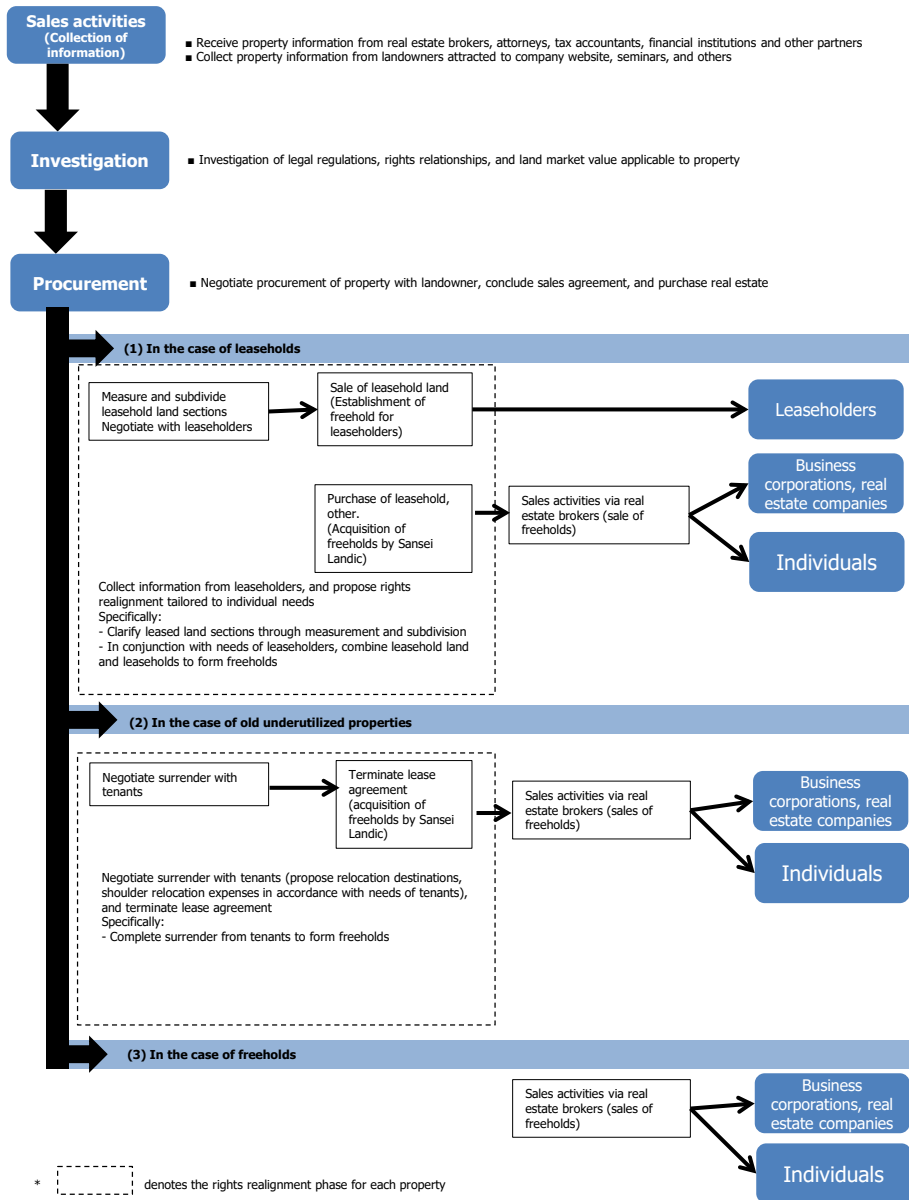 Sales activities
(Collection of
information)
■ Receive property information from real estate brokers, attorneys, tax accountants, financial institutions and other partners
■ Collect property information from landowners attracted to company website, seminars, and others
Investigation
■ Investigation of legal regulations, rights relationships, and land market value applicable to property
Procurement
■ Negotiate procurement of property with landowner, conclude sales agreement, and purchase real estate
(1) In the case of leaseholds
Measure and subdivide
leasehold land sections
Negotiate with leaseholders
Sale of leasehold land
(Establishment of
freehold for
leaseholders)
Leaseholders
Purchase of leasehold,
other.
(Acquisition of
freeholds by Sansei
Landic)
Sales activities via real
estate brokers (sale of
freeholds)
Business
corporations, real
estate companies
Individuals
Collect information from leaseholders, and propose rights
realignment tailored to individual needs
Specifically:
- Clarify leased land sections through measurement and subdivision
- In conjunction with needs of leaseholders, combine leasehold land
and leaseholds to form freeholds
(2) In the case of old underutilized properties
Negotiate surrender with
tenants
Terminate lease
agreement
(acquisition of
freeholds by Sansei
Landic)
Sales activities via real
estate brokers (sales of
freeholds)
Business
corporations, real
estate companies
Individuals
Negotiate surrender with tenants (propose relocation destinations,
shoulder relocation expenses in accordance with needs of tenants),
and terminate lease agreement
Specifically:
- Complete surrender from tenants to form freeholds
(3) In the case of freeholds
Sales activities via real
estate brokers (sales of
freeholds)
Business
corporations, real
estate companies
Individuals
* denotes the rights realignment phase for each property